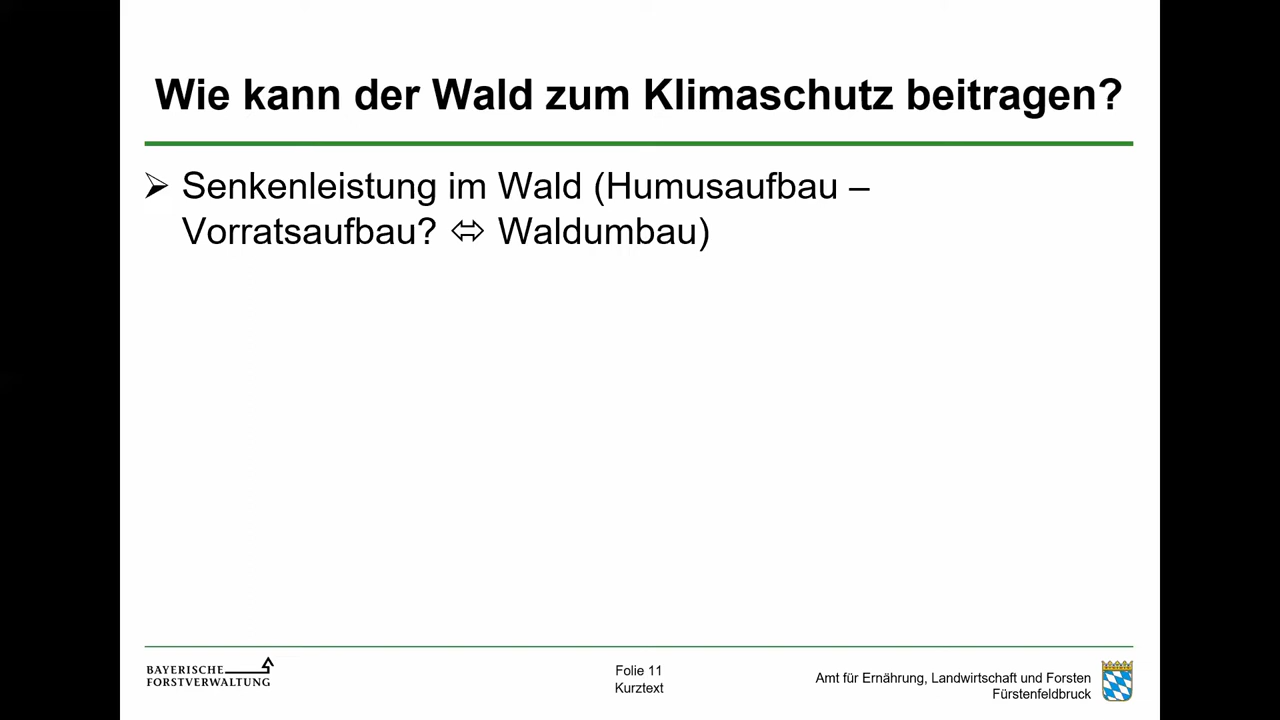 Wie kann der Wald zum Klimaschutz beitragen?
➢ Senkenleistung im Wald (Humusaufbau –
Vorratsaufbau? ⬄ Waldumbau)
BAYERISCHE
FORSTVERWALTUNG
Folie 11
Kurztext
Amt für Ernährung, Landwirtschaft und Forsten
Fürstenfeldbruck